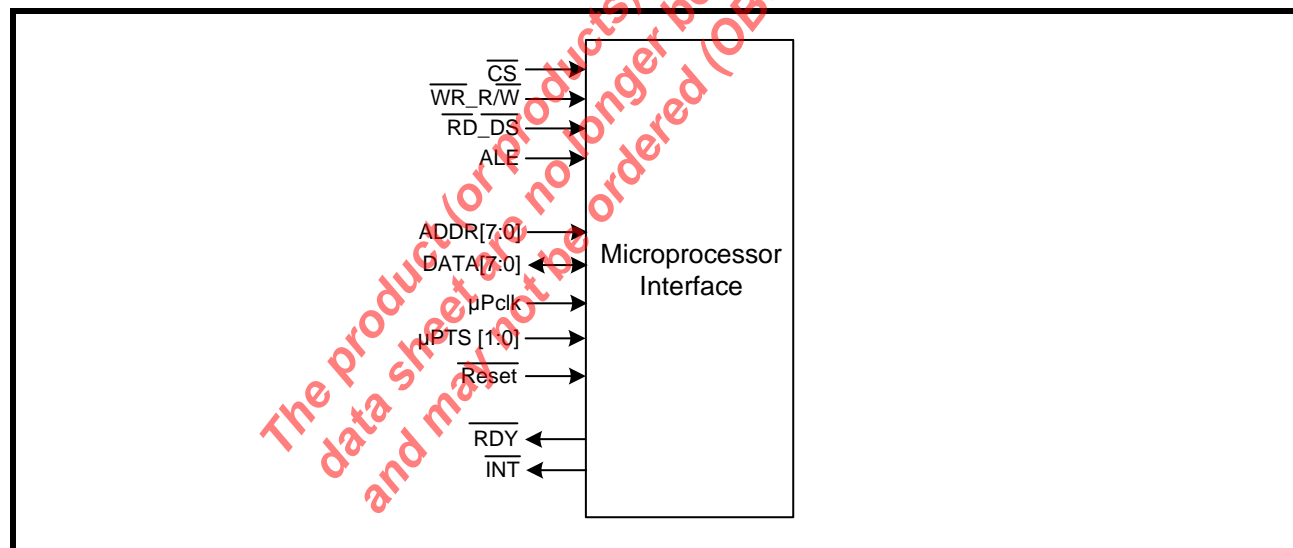 CS
WR_R/W
RD_DS
ALE
ADDR[7:0]
DATA[7:0]
µPclk
µPTS [1:0]
Reset
RDY
INT
Microprocessor
Interface
The product (or products)
data sheet are no longer be
and may not be ordered (OB